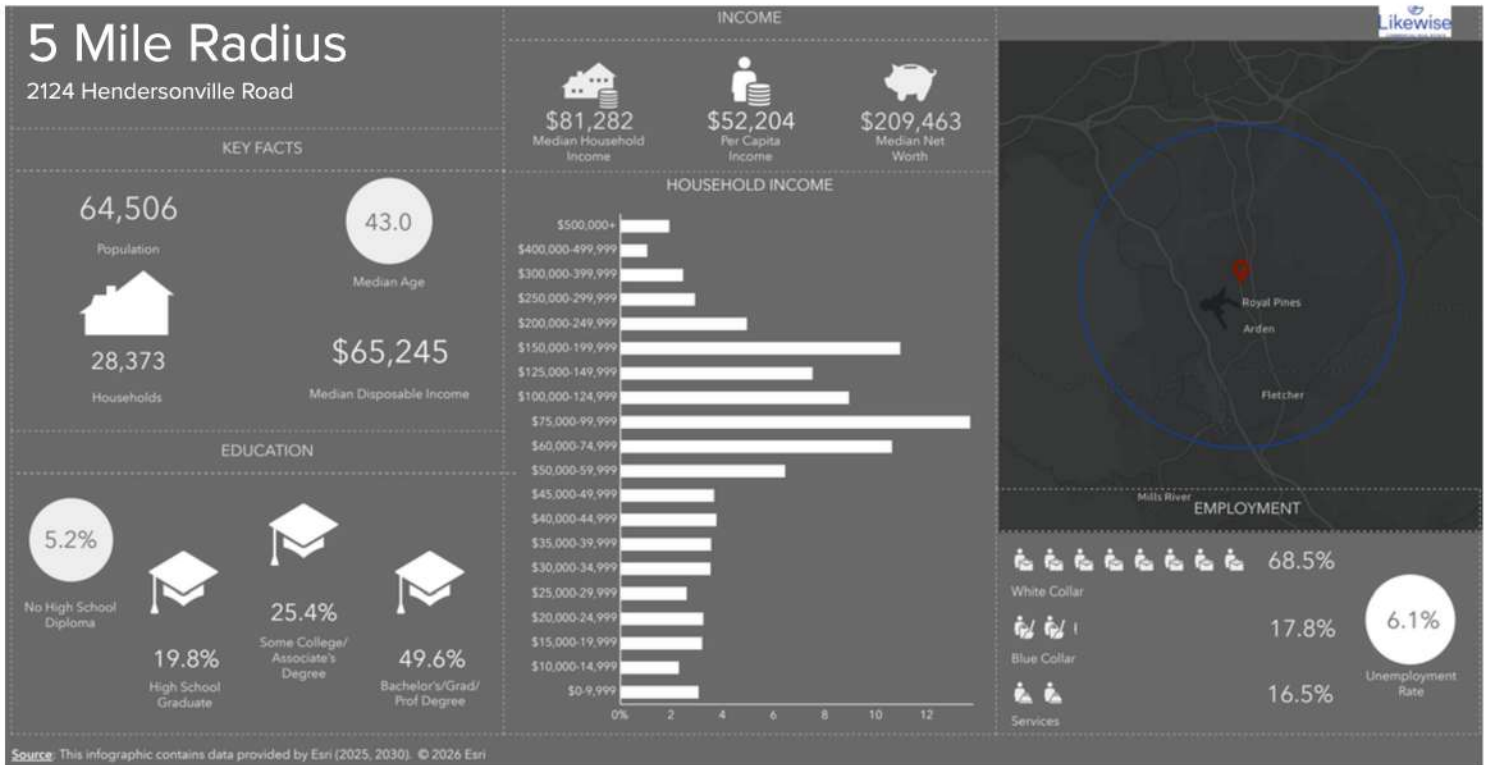 5 Mile Radius
2124 Hendersonville Road
KEY FACTS
64,506
Population
43.0
Median Age
28,373
Households
$65,245
Median Disposable Income
EDUCATION
5.2%
No High School
Diploma
19.8%
High School
Graduate
25.4%
Some College/
Associate's
Degree
49.6%
Bachelor's/Grad/
Prof Degree
INCOME
$81,282
Median Household
Income
$52,204
Per Capita
Income
$209,463
Median Net
Worth
HOUSEHOLD INCOME
$500,000+
$400,000-499,999
$300,000-399,999
$250,000-299,999
$200,000-249,999
$150,000-199,999
$125,000-149,999
$100,000-124,999
$75,000-99,999
$60,000-74,999
$50,000-59,999
$45,000-49,999
$40,000-44,999
$35,000-39,999
$30,000-34,999
$25,000-29,999
$20,000-24,999
$15,000-19,999
$10,000-14,999
$0-9,999
0% 2 4 6 8 10 12
Likewise
Royal Pines
Arden
Fletcher
Mills River
EMPLOYMENT
68.5%
White Collar
17.8%
Blue Collar
16.5%
Services
6.1%
Unemployment
Rate
Source: This infographic contains data provided by Esri (2025, 2030). © 2026 Esri